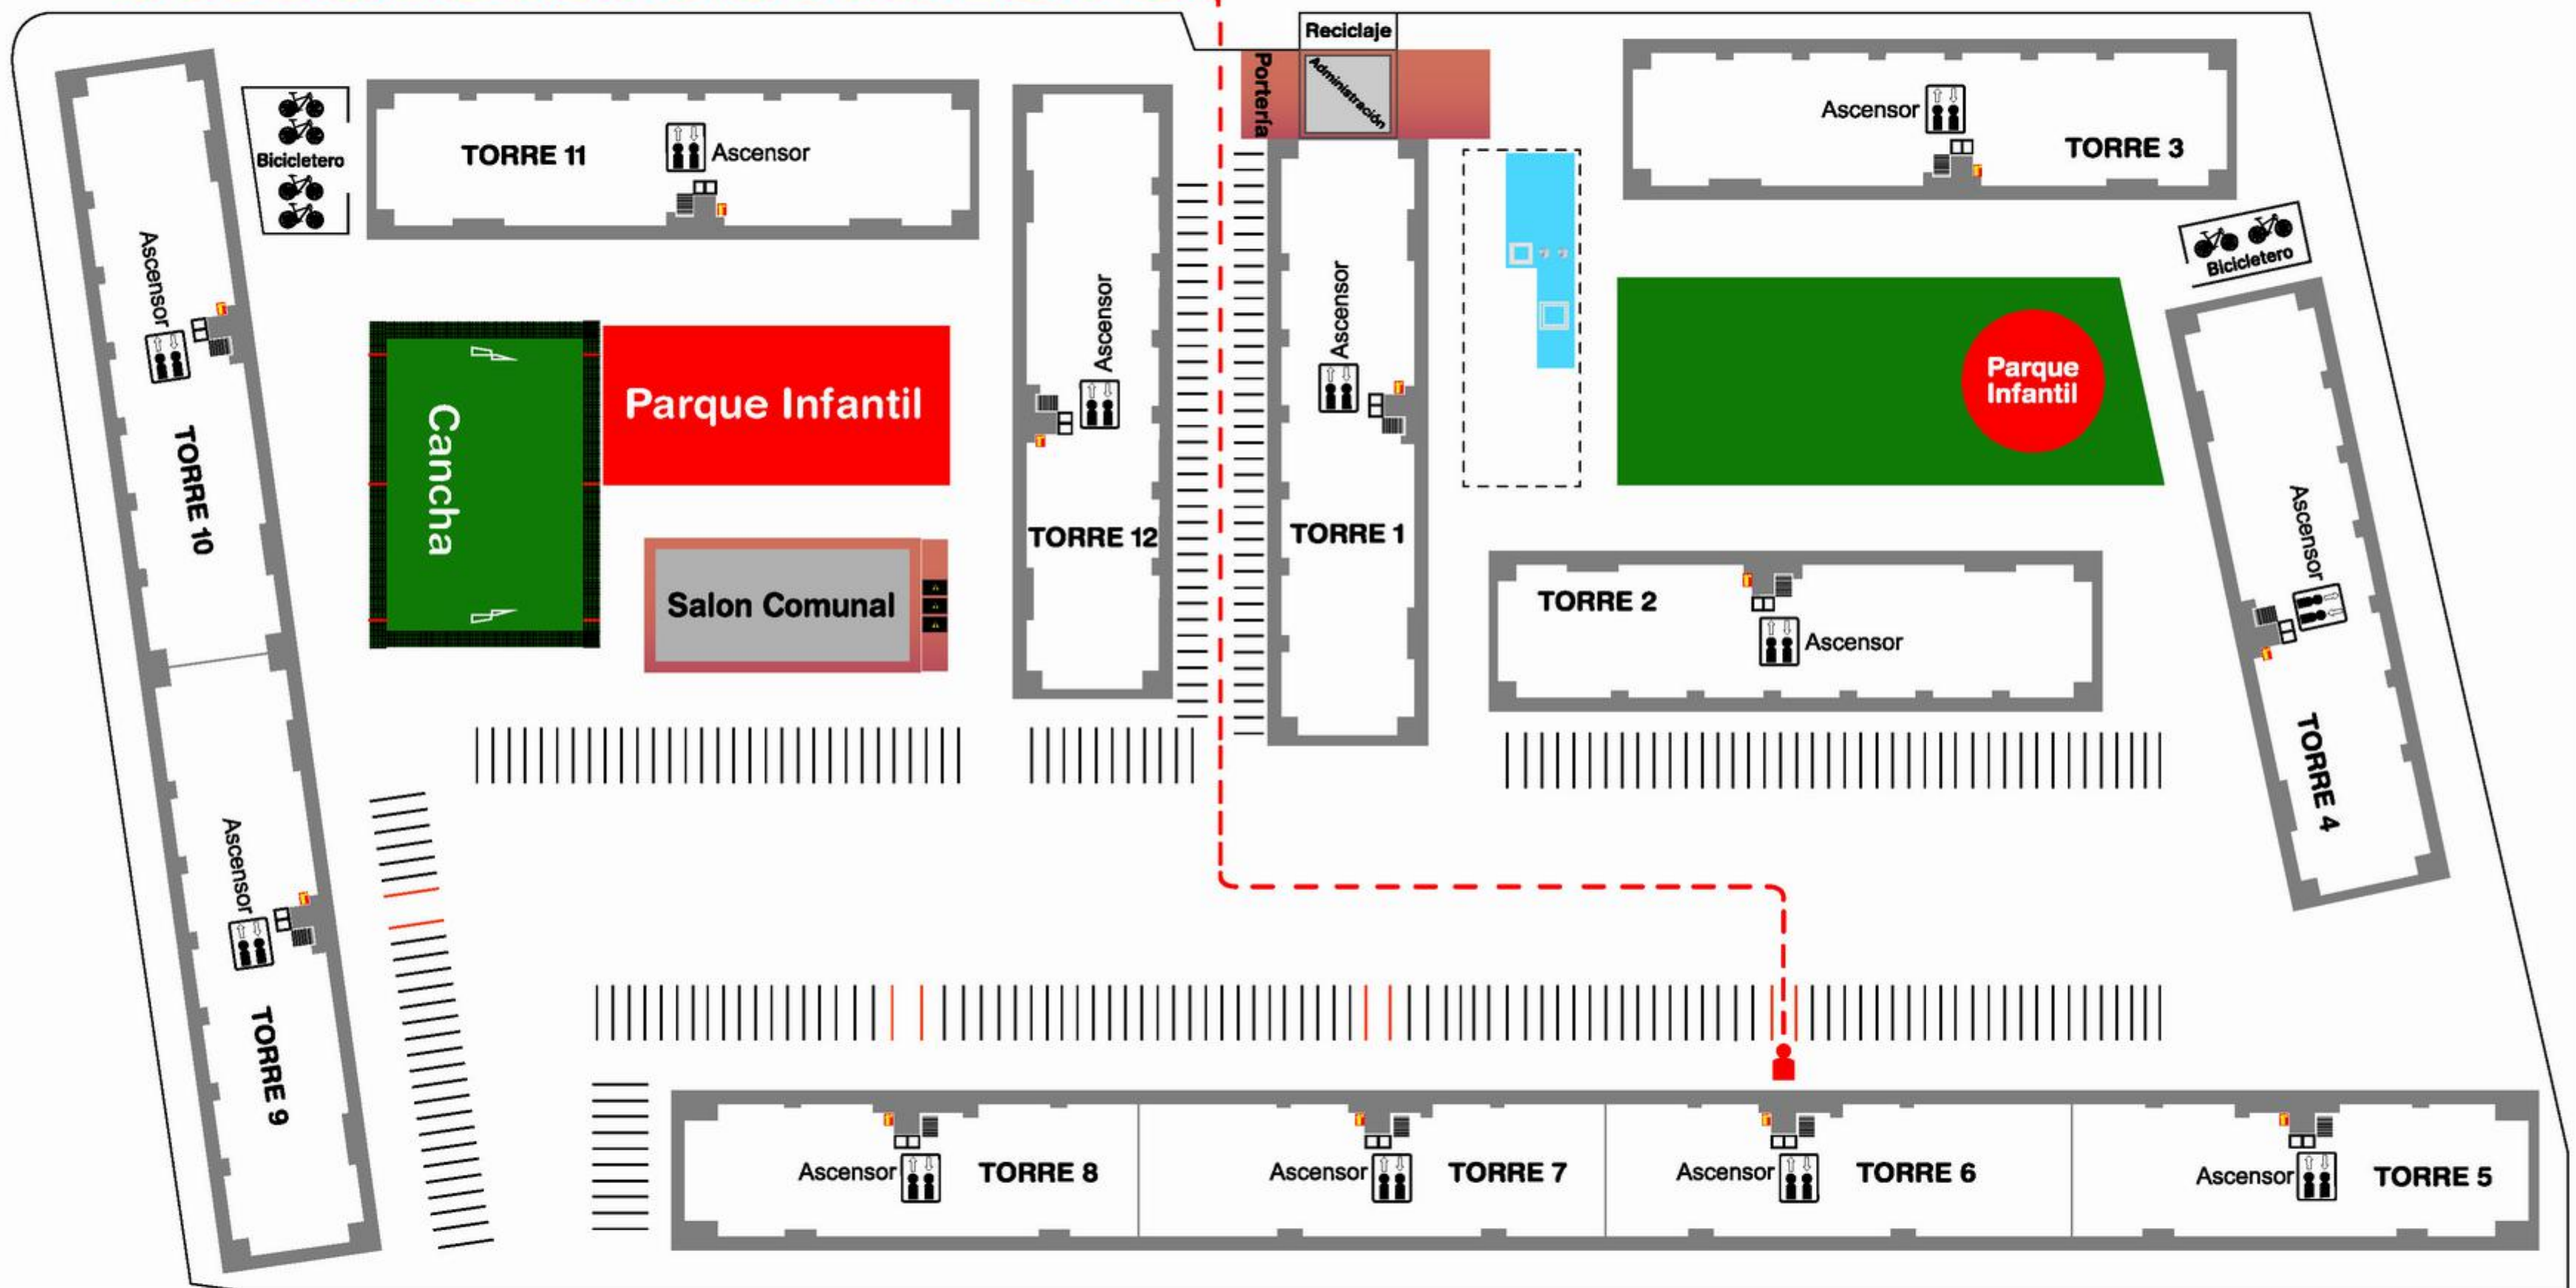 Reciclaje
Portería
Administración
Bicicletero
TORRE 11
Ascensor
Ascensor
TORRE 3
Ascensor
TORRE 10
Cancha
Parque Infantil
Salon Comunal
Ascensor
TORRE 12
Ascensor
TORRE 1
Parque
Infantil
Bicicletero
TORRE 2
Ascensor
Ascensor
TORRE 4
Ascensor
TORRE 9
Ascensor
TORRE 8
Ascensor
TORRE 7
Ascensor
TORRE 6
Ascensor
TORRE 5